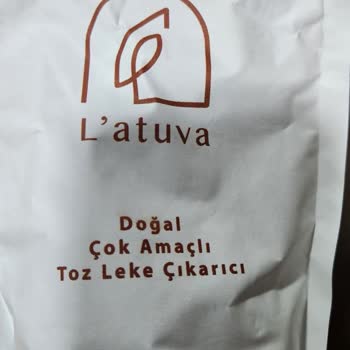 L'atuva
Doğal
Çok Amaçlı
Toz Leke Çıkarıcı